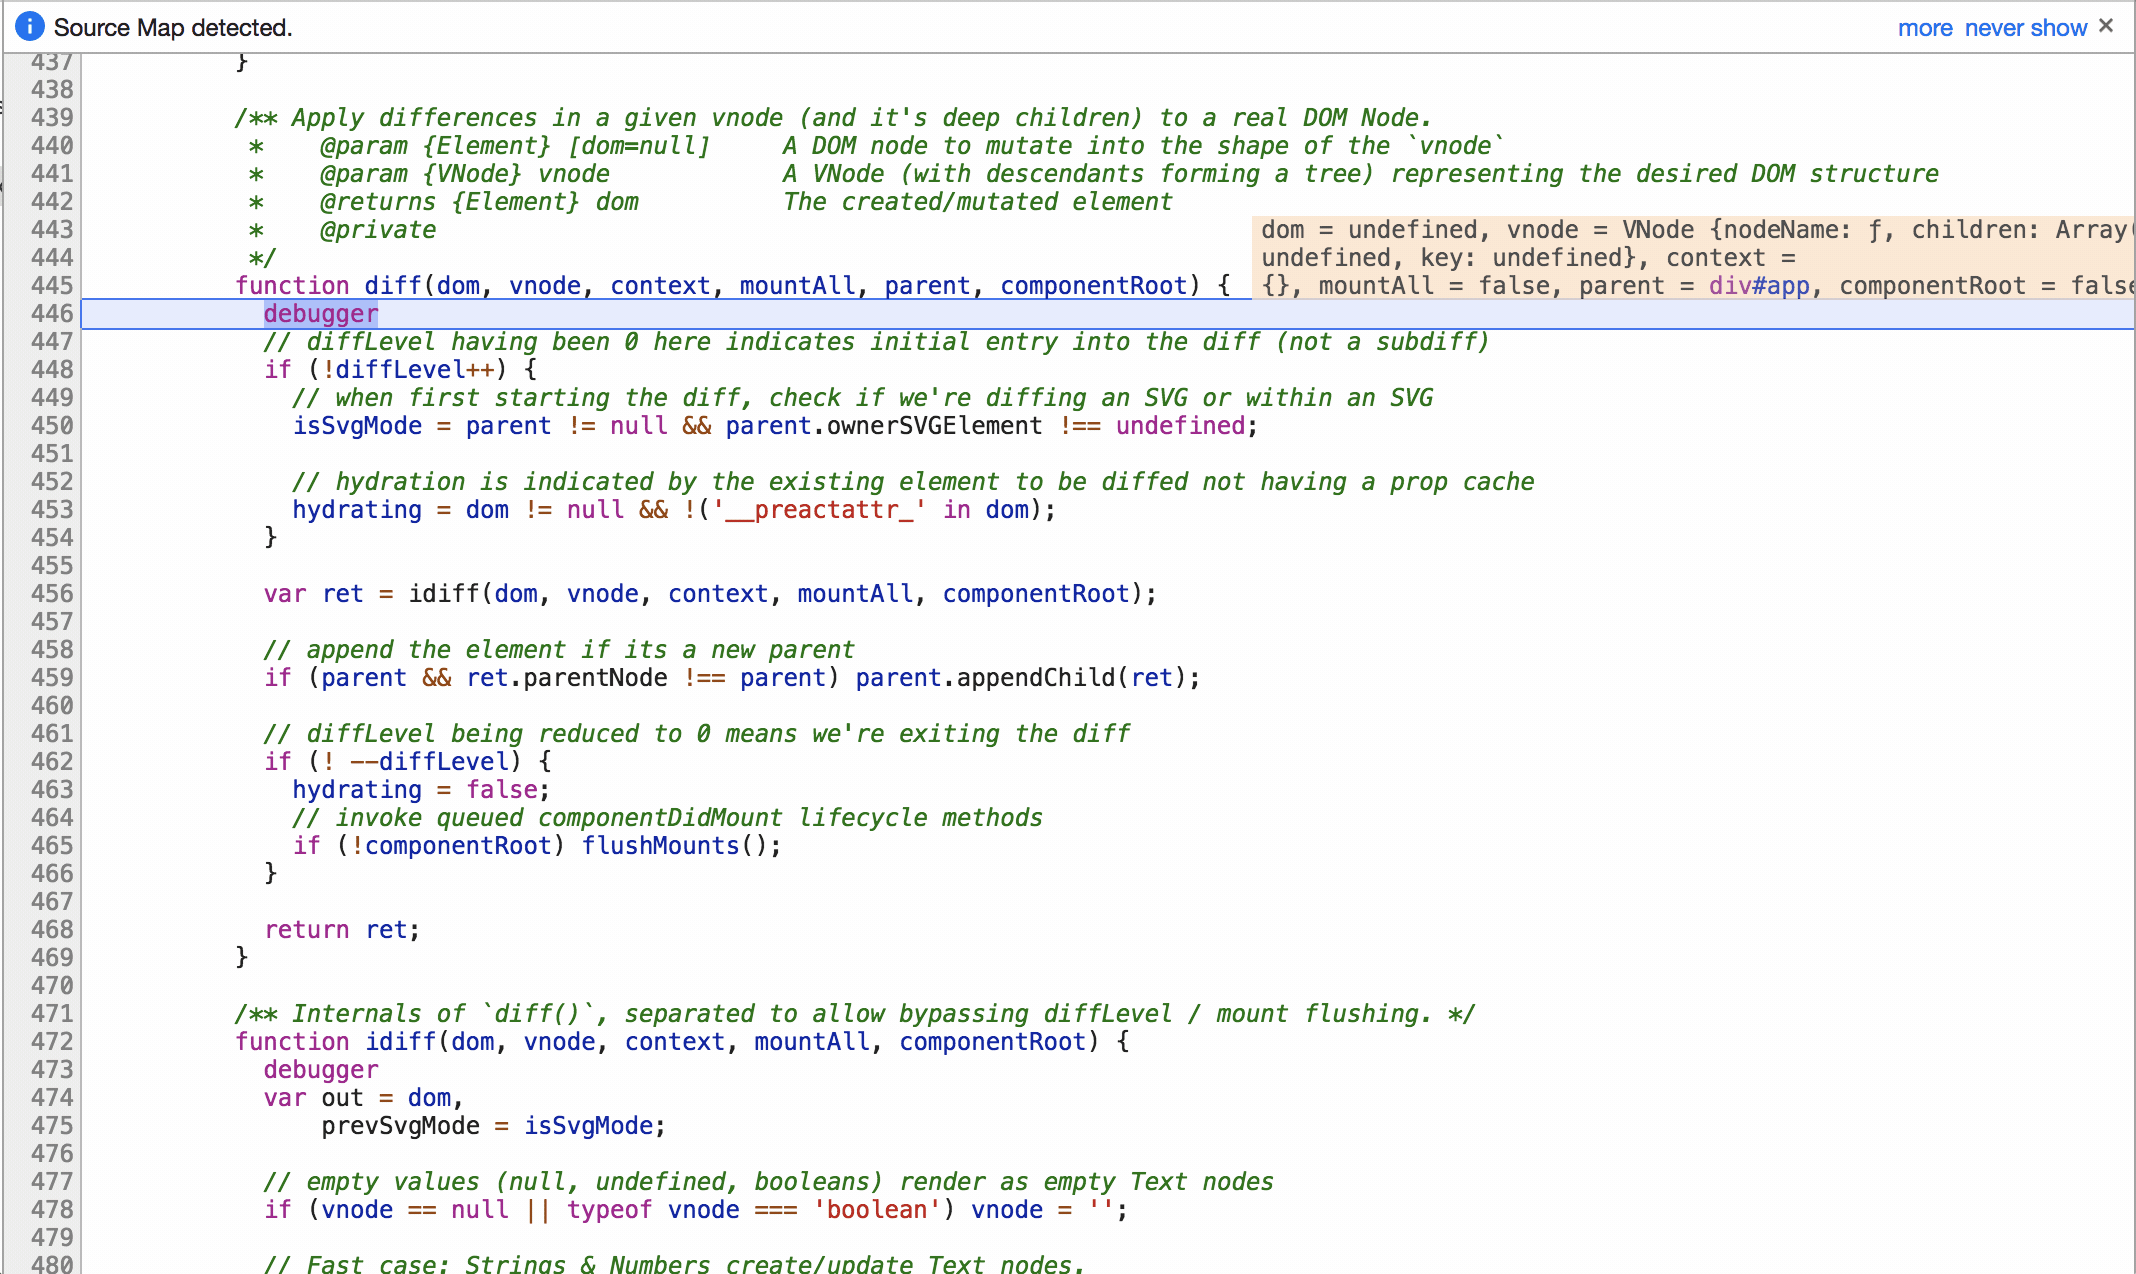 Source Map detected. more never show ×
437 }
438
439 /** Apply differences in a given vnode (and it's deep children) to a real DOM Node.
440 * @param {Element} [dom=null] A DOM node to mutate into the shape of the `vnode`
441 * @param {VNode} vnode A VNode (with descendants forming a tree) representing the desired DOM structure
442 * @returns {Element} dom The created/mutated element
443 * @private dom = undefined, vnode = VNode {nodeName: ƒ, children: Array(
444 */ undefined, key: undefined}, context =
445 function diff(dom, vnode, context, mountAll, parent, componentRoot) { {}, mountAll = false, parent = div#app, componentRoot = false
446 debugger
447 // diffLevel having been 0 here indicates initial entry into the diff (not a subdiff)
448 if (!diffLevel++) {
449 // when first starting the diff, check if we're diffing an SVG or within an SVG
450 isSvgMode = parent != null && parent.ownerSVGElement !== undefined;
451
452 // hydration is indicated by the existing element to be diffed not having a prop cache
453 hydrating = dom != null && !('__preactattr_' in dom);
454 }
455
456 var ret = idiff(dom, vnode, context, mountAll, componentRoot);
457
458 // append the element if its a new parent
459 if (parent && ret.parentNode !== parent) parent.appendChild(ret);
460
461 // diffLevel being reduced to 0 means we're exiting the diff
462 if (! --diffLevel) {
463 hydrating = false;
464 // invoke queued componentDidMount lifecycle methods
465 if (!componentRoot) flushMounts();
466 }
467
468 return ret;
469 }
470
471 /** Internals of `diff()`, separated to allow bypassing diffLevel / mount flushing. */
472 function idiff(dom, vnode, context, mountAll, componentRoot) {
473 debugger
474 var out = dom,
475 prevSvgMode = isSvgMode;
476
477 // empty values (null, undefined, booleans) render as empty Text nodes
478 if (vnode == null || typeof vnode === 'boolean') vnode = '';
479
480 // Fast case: Strings & Numbers create/update Text nodes.